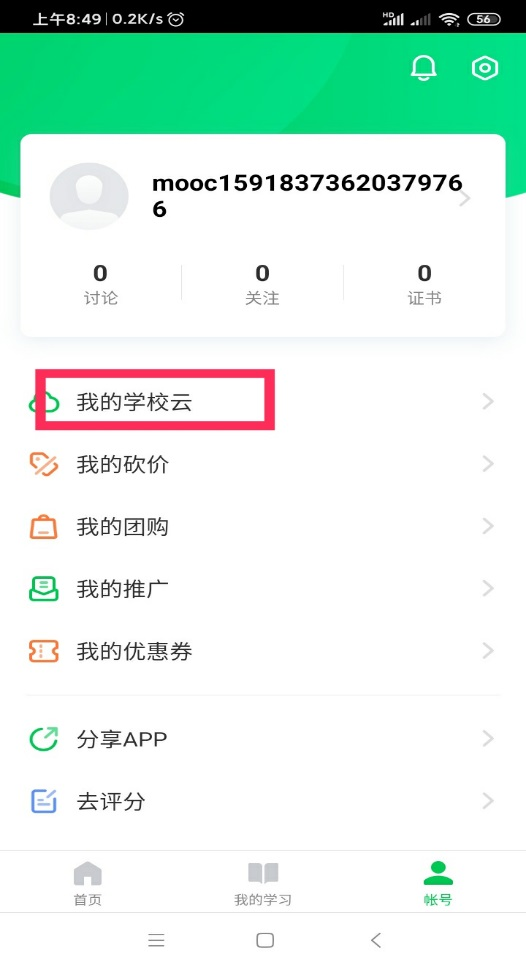 上午8:49 | 0.2K/s HD 56
mooc1591837362037976
6
0 0 0
讨论 关注 证书
我的学校云
我的砍价
我的团购
我的推广
我的优惠券
分享APP
去评分
首页 我的学习 帐号